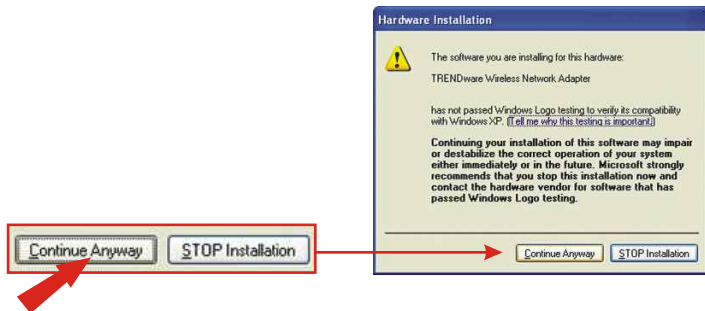 Hardware Installation
The software you are installing for this hardware:
TRENDware Wireless Network Adapter
has not passed Windows Logo testing to verify its compatibility
with Windows XP. (Tell me why this testing is important.)
Continuing your installation of this software may impair
or destabilize the correct operation of your system
either immediately or in the future. Microsoft strongly
recommends that you stop this installation now and
contact the hardware vendor for software that has
passed Windows Logo testing.
Continue Anyway STOP Installation
Continue Anyway STOP Installation